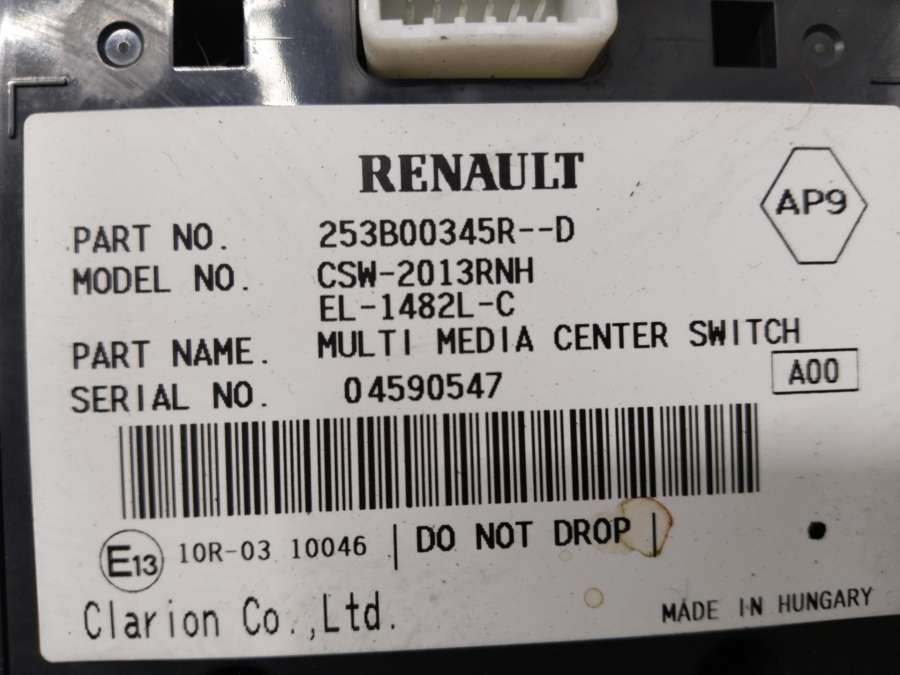 RENAULT
AP9
PART NO. 253B00345R--D
MODEL NO. CSW-2013RNH
EL-1482L-C
PART NAME. MULTI MEDIA CENTER SWITCH
SERIAL NO. 04590547
A00
E13 10R-03 10046 | DO NOT DROP |
Clarion Co.,Ltd.
MADE IN HUNGARY